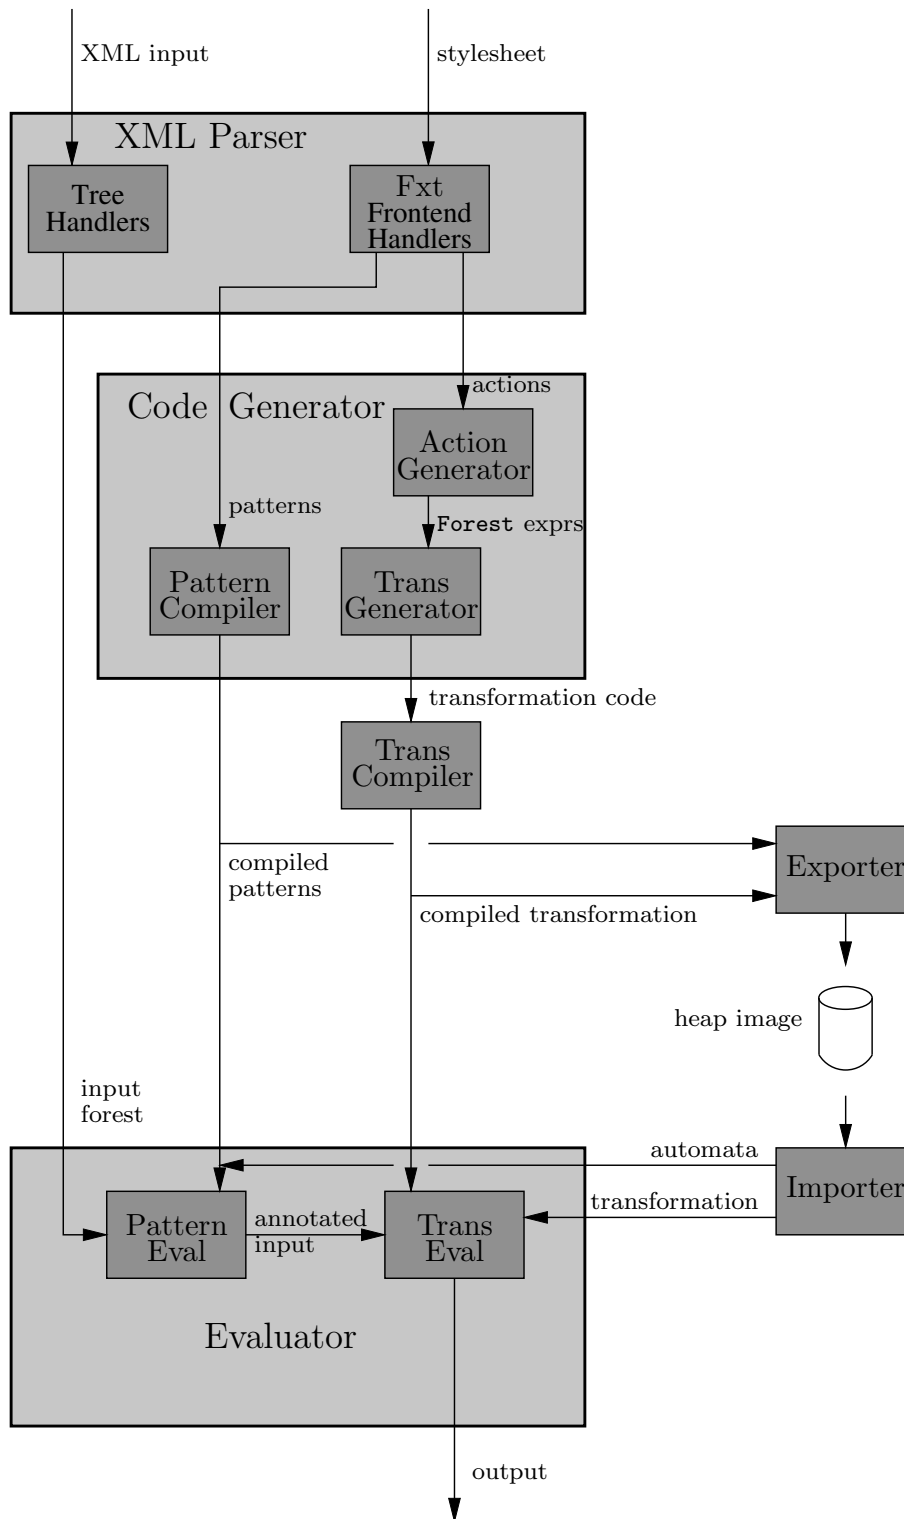 XML input
stylesheet
XML Parser
Tree
Handlers
Fxt
Frontend
Handlers
actions
Code Generator
Action
Generator
patterns
Forest exprs
Pattern
Compiler
Trans
Generator
transformation code
Trans
Compiler
compiled
patterns
Exporter
compiled transformation
heap image
input
forest
automata
Importer
transformation
Pattern
Eval
annotated
input
Trans
Eval
Evaluator
output